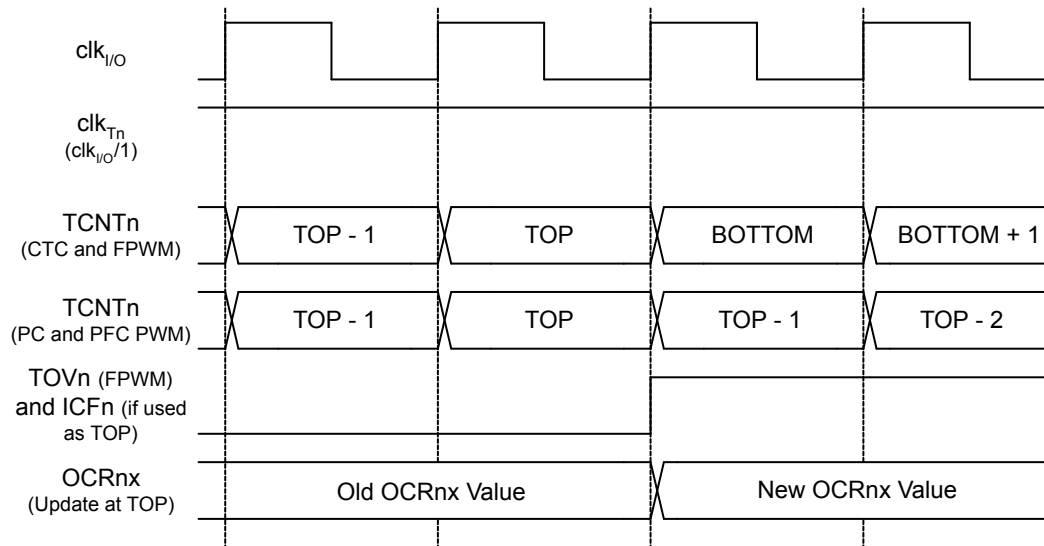 clkI/O
clkTn
(clkI/O/1)
TCNTn
(CTC and FPWM)
TOP - 1 TOP BOTTOM BOTTOM + 1
TCNTn
(PC and PFC PWM)
TOP - 1 TOP TOP - 1 TOP - 2
TOVn (FPWM)
and ICFn (if used
as TOP)
OCRnx
(Update at TOP)
Old OCRnx Value New OCRnx Value